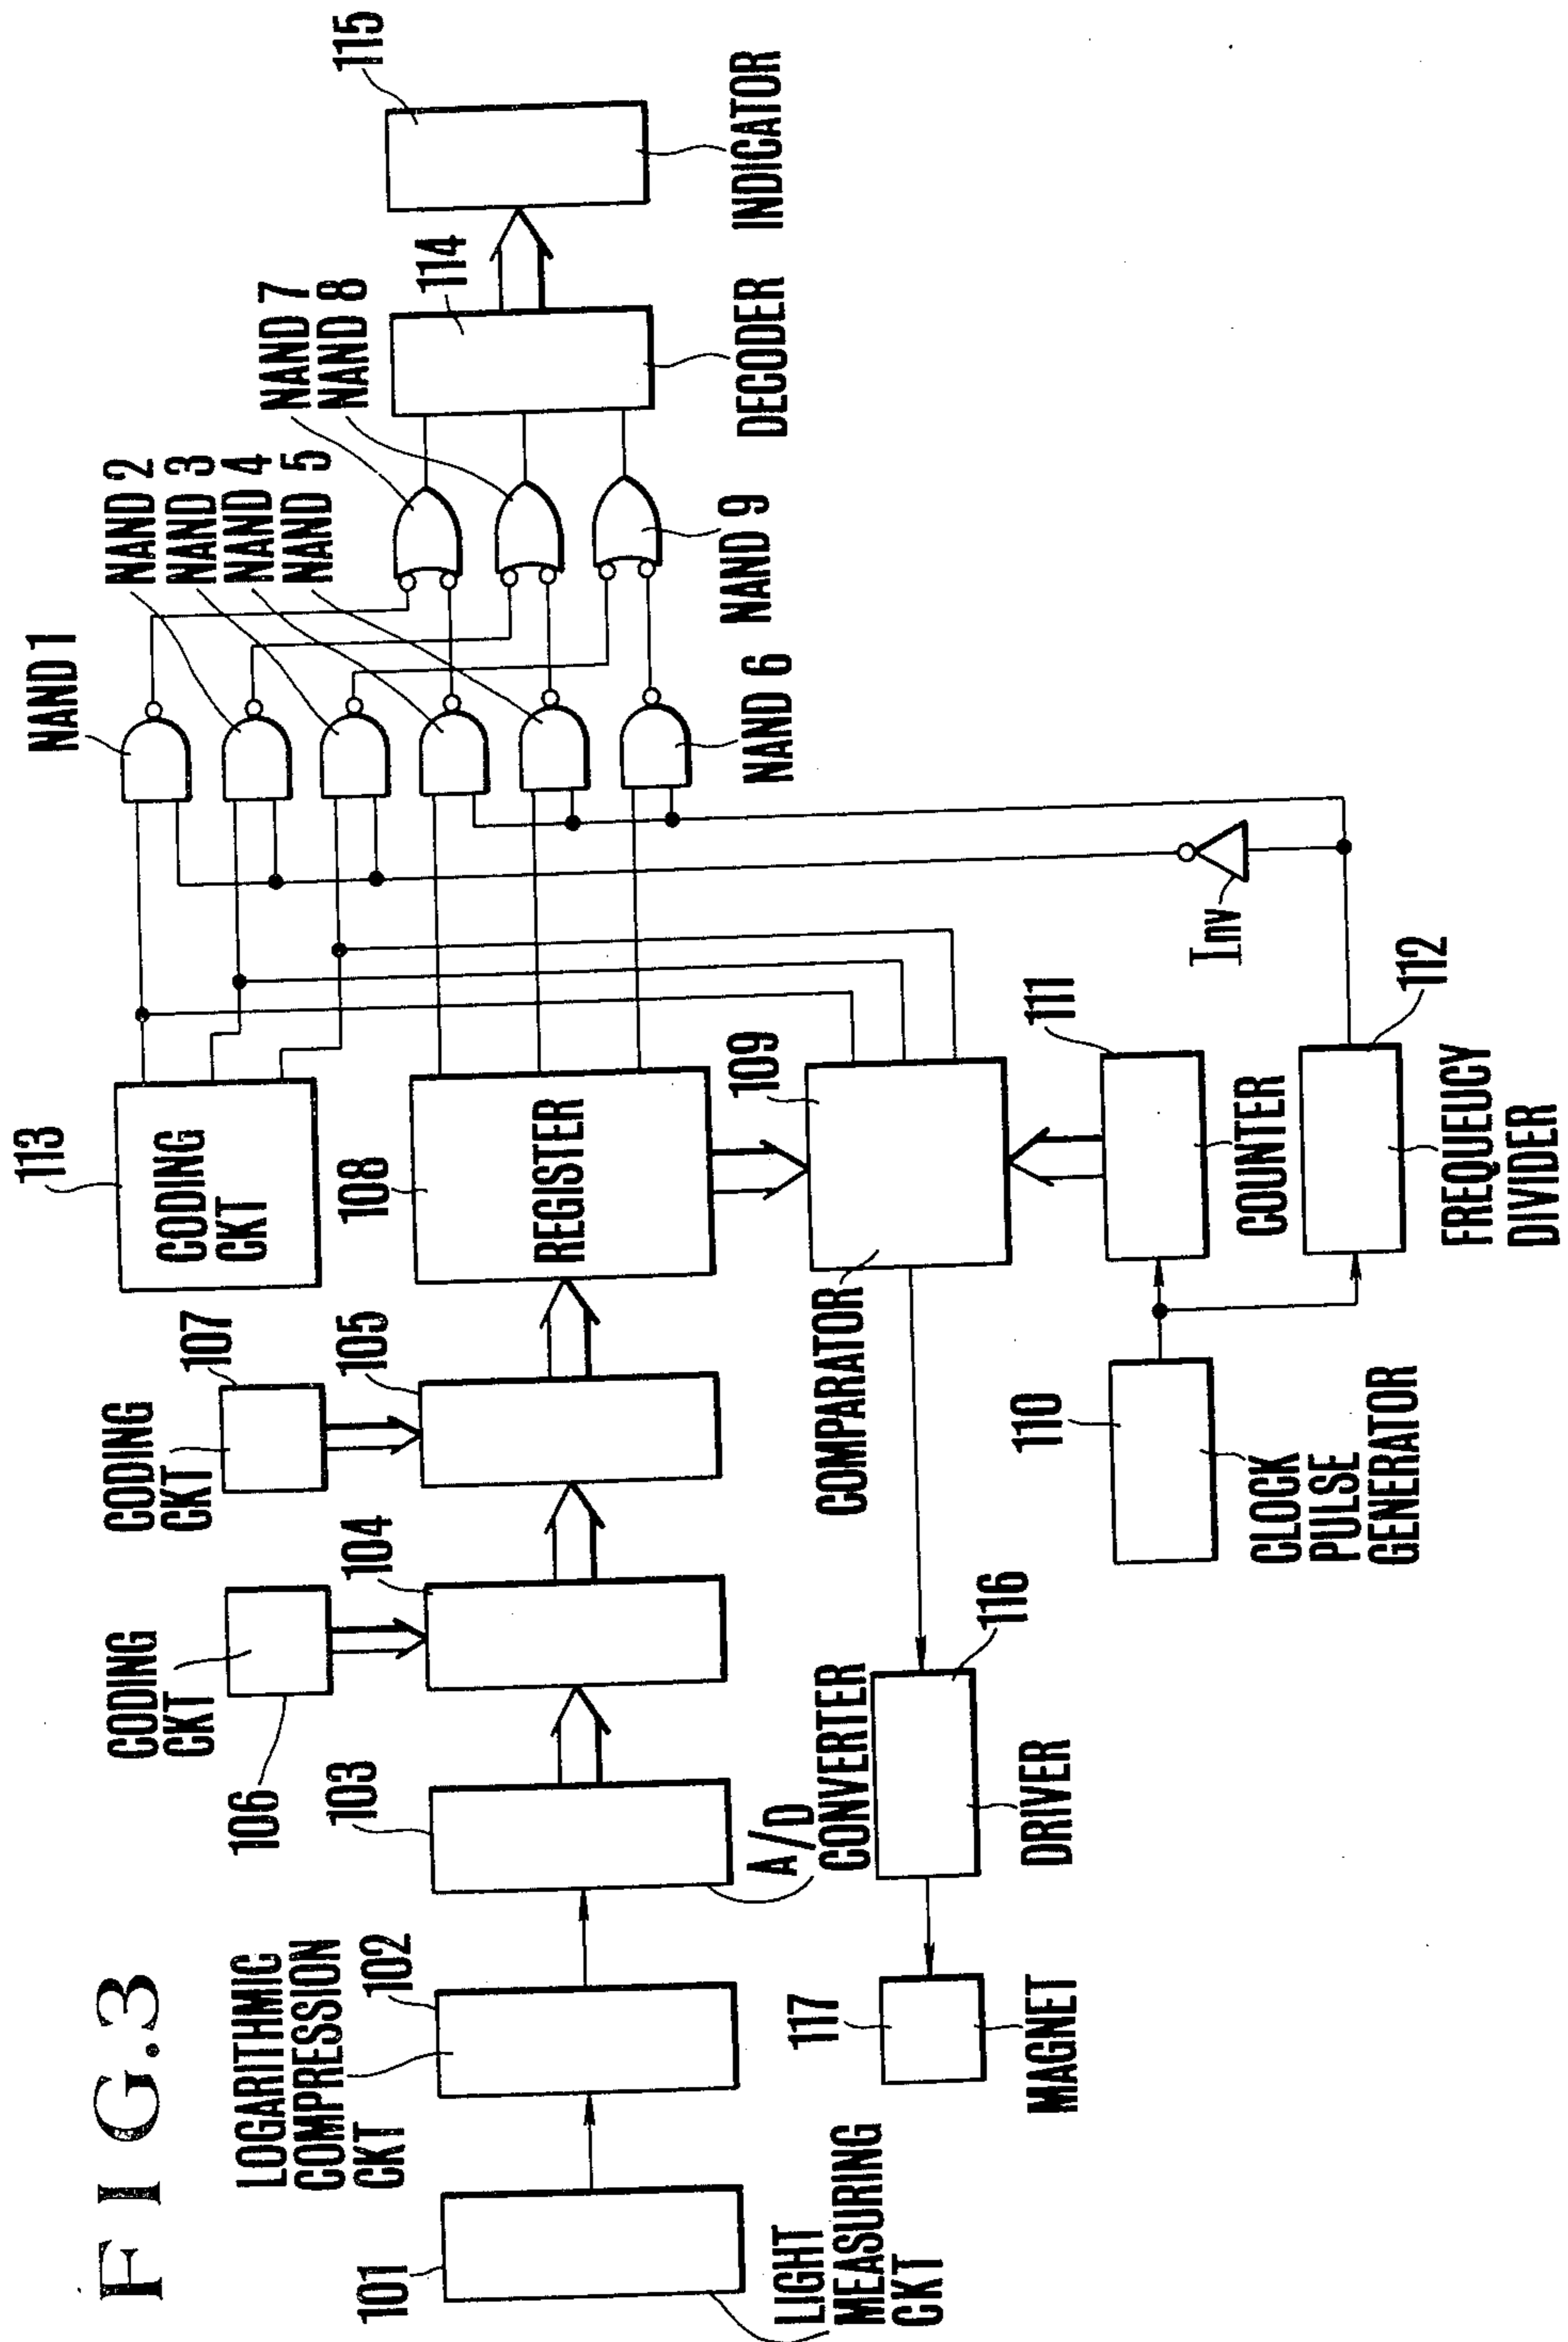 FIG.3
113
CODING
CKT
107
CODING
CKT
106
CODING
CKT
108
REGISTER
105
104
103
A/D
CONVERTER
LOGARITHMIC
COMPRESSION
CKT
102
101
LIGHT
MEASURING
CKT
NAND 1
NAND 2
NAND 3
NAND 4
NAND 5
NAND 6
NAND 7
NAND 8
NAND 9
114
DECODER
115
INDICATOR
109
COMPARATOR
111
COUNTER
Inv
112
FREQUEUCY
DIVIDER
110
CLOCK
PULSE
GENERATOR
116
DRIVER
117
MAGNET